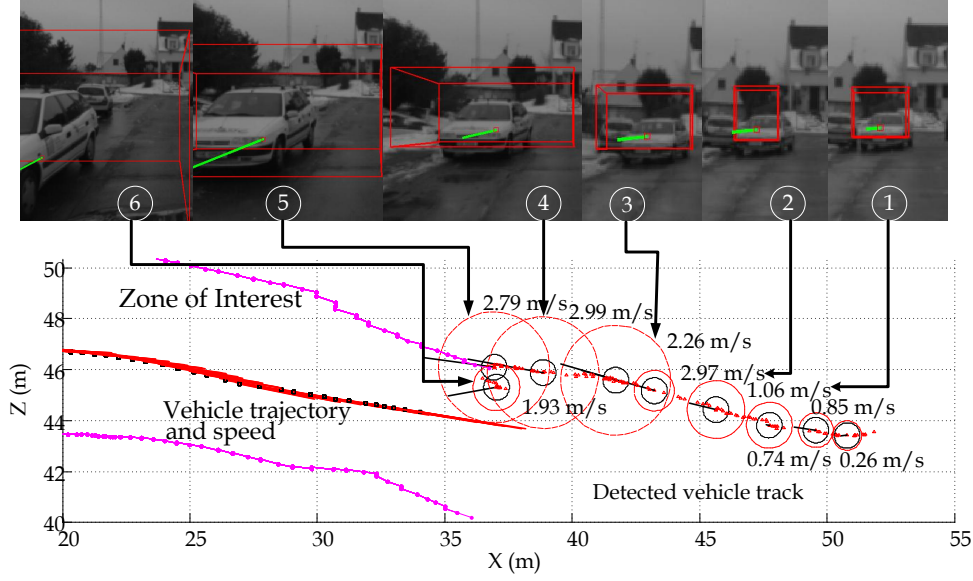 6
5
4
3
2
1
50
48
46
44
42
40
Z (m)
Zone of Interest
2.79 m/s
2.99 m/s
2.26 m/s
2.97 m/s
1.06 m/s
0.85 m/s
1.93 m/s
0.74 m/s
0.26 m/s
Vehicle trajectory
and speed
Detected vehicle track
20
25
30
35
40
45
50
55
X (m)